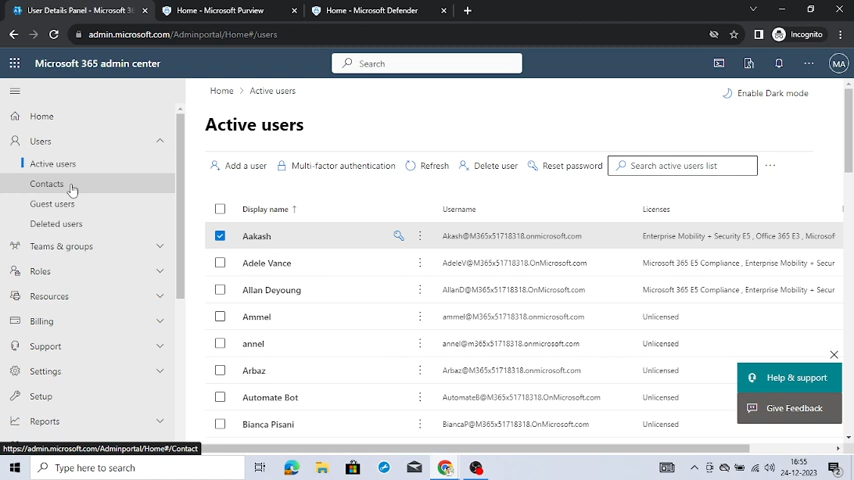 User Details Panel - Microsoft 3
Home - Microsoft Purview
Home - Microsoft Defender
admin.microsoft.com/Adminportal/Home#/users
Incognito
Microsoft 365 admin center
Search
MA
Home > Active users
Enable Dark mode
Home
Active users
Users
Add a user
Multi-factor authentication
Refresh
Delete user
Reset password
Search active users list
Active users
Contacts
Guest users
Deleted users
Display name ↑
Username
Licenses
Aakash
Akash@M365x51718318.onmicrosoft.com
Enterprise Mobility + Security E5 , Office 365 E3 , Microsof
Teams & groups
Adele Vance
AdeleV@M365x51718318.OnMicrosoft.com
Microsoft 365 E5 Compliance , Enterprise Mobility + Secur
Roles
Allan Deyoung
AllanD@M365x51718318.OnMicrosoft.com
Microsoft 365 E5 Compliance , Enterprise Mobility + Secur
Resources
Ammel
ammel@M365x51718318.onmicrosoft.com
Unlicensed
Billing
annel
annel@m365x51718318.onmicrosoft.com
Unlicensed
Support
Arbaz
Arbaz@M365x51718318.onmicrosoft.com
Unlicensed
Settings
Help & support
Setup
Automate Bot
AutomateB@M365x51718318.OnMicrosoft.com
Unlicensed
Give Feedback
Reports
Bianca Pisani
BiancaP@M365x51718318.OnMicrosoft.com
Unlicensed
https://admin.microsoft.com/Adminportal/Home#/Contact
Type here to search
16:55
24-12-2023
2